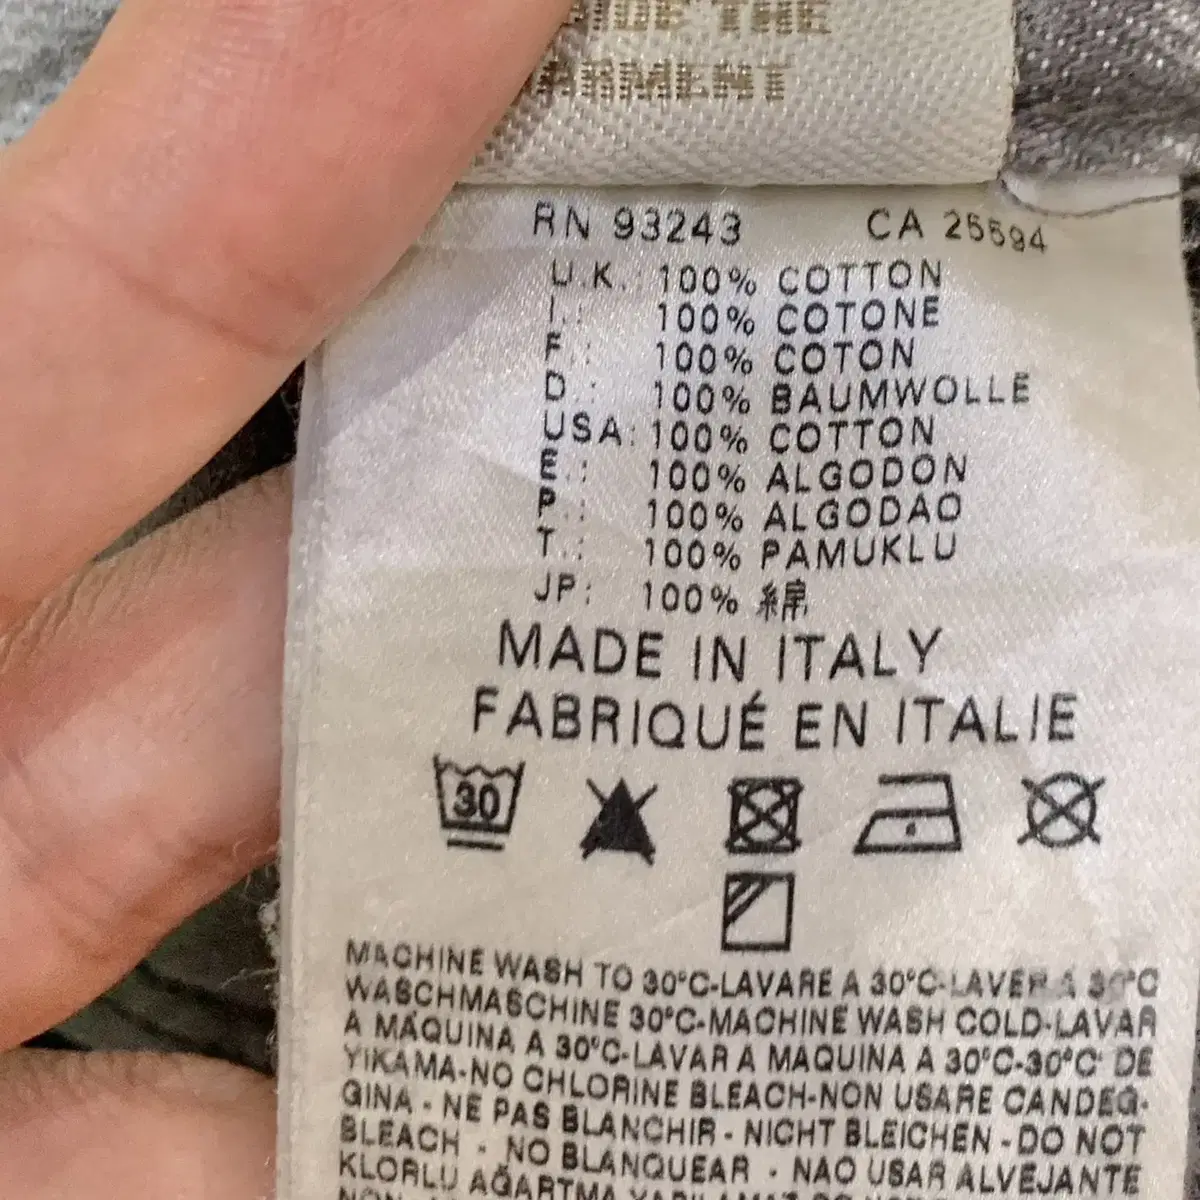 THE
RN 93243 CA 25594
U.K.: 100% COTTON
I.: 100% COTONE
F.: 100% COTON
D.: 100% BAUMWOLLE
USA: 100% COTTON
E.: 100% ALGODON
P.: 100% ALGODAO
T.: 100% PAMUKLU
JP: 100% 綿
MADE IN ITALY
FABRIQUÉ EN ITALIE
30
MACHINE WASH TO 30°C-LAVARE A 30°C-LAVER A 30°C
WASCHMASCHINE 30°C-MACHINE WASH COLD-LAVAR
A MÁQUINA A 30°C-LAVAR A MAQUINA A 30°C-30°C' DE
YIKAMA-NO CHLORINE BLEACH-NON USARE CANDEG-
GINA - NE PAS BLANCHIR - NICHT BLEICHEN - DO NOT
BLEACH - NO BLANQUEAR - NAO USAR ALVEJANTE
KLORLU AĞARTMA